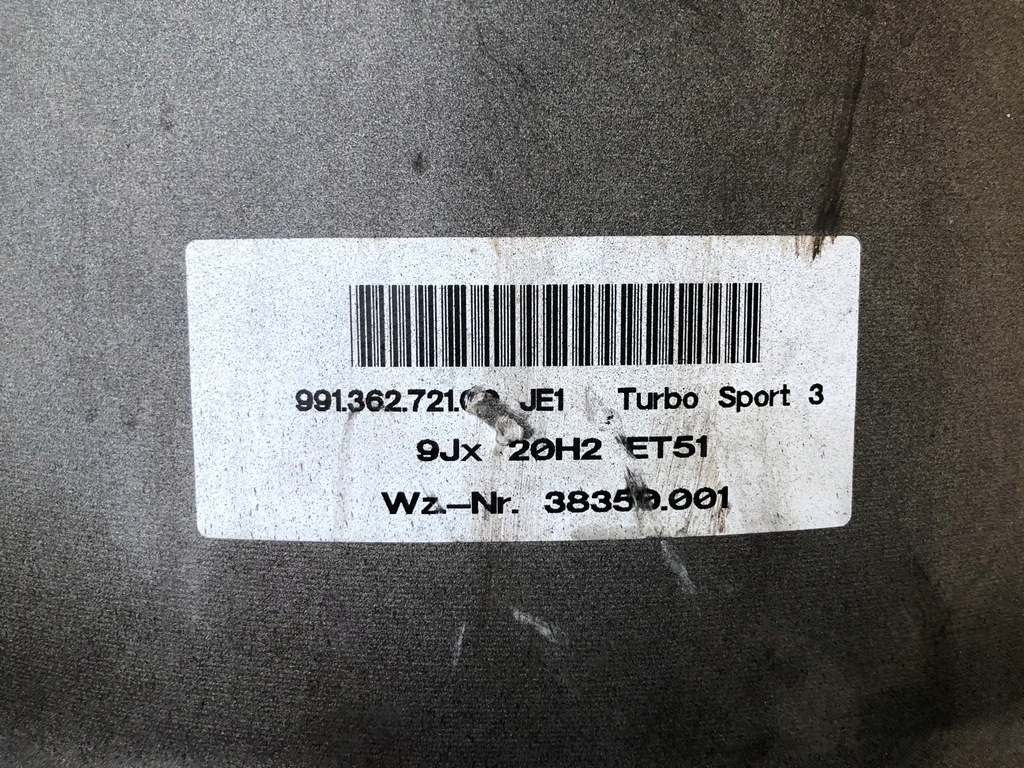 JE1 Turbo Sport 3
9Jx 20H2 ET51
Wz.-Nr.